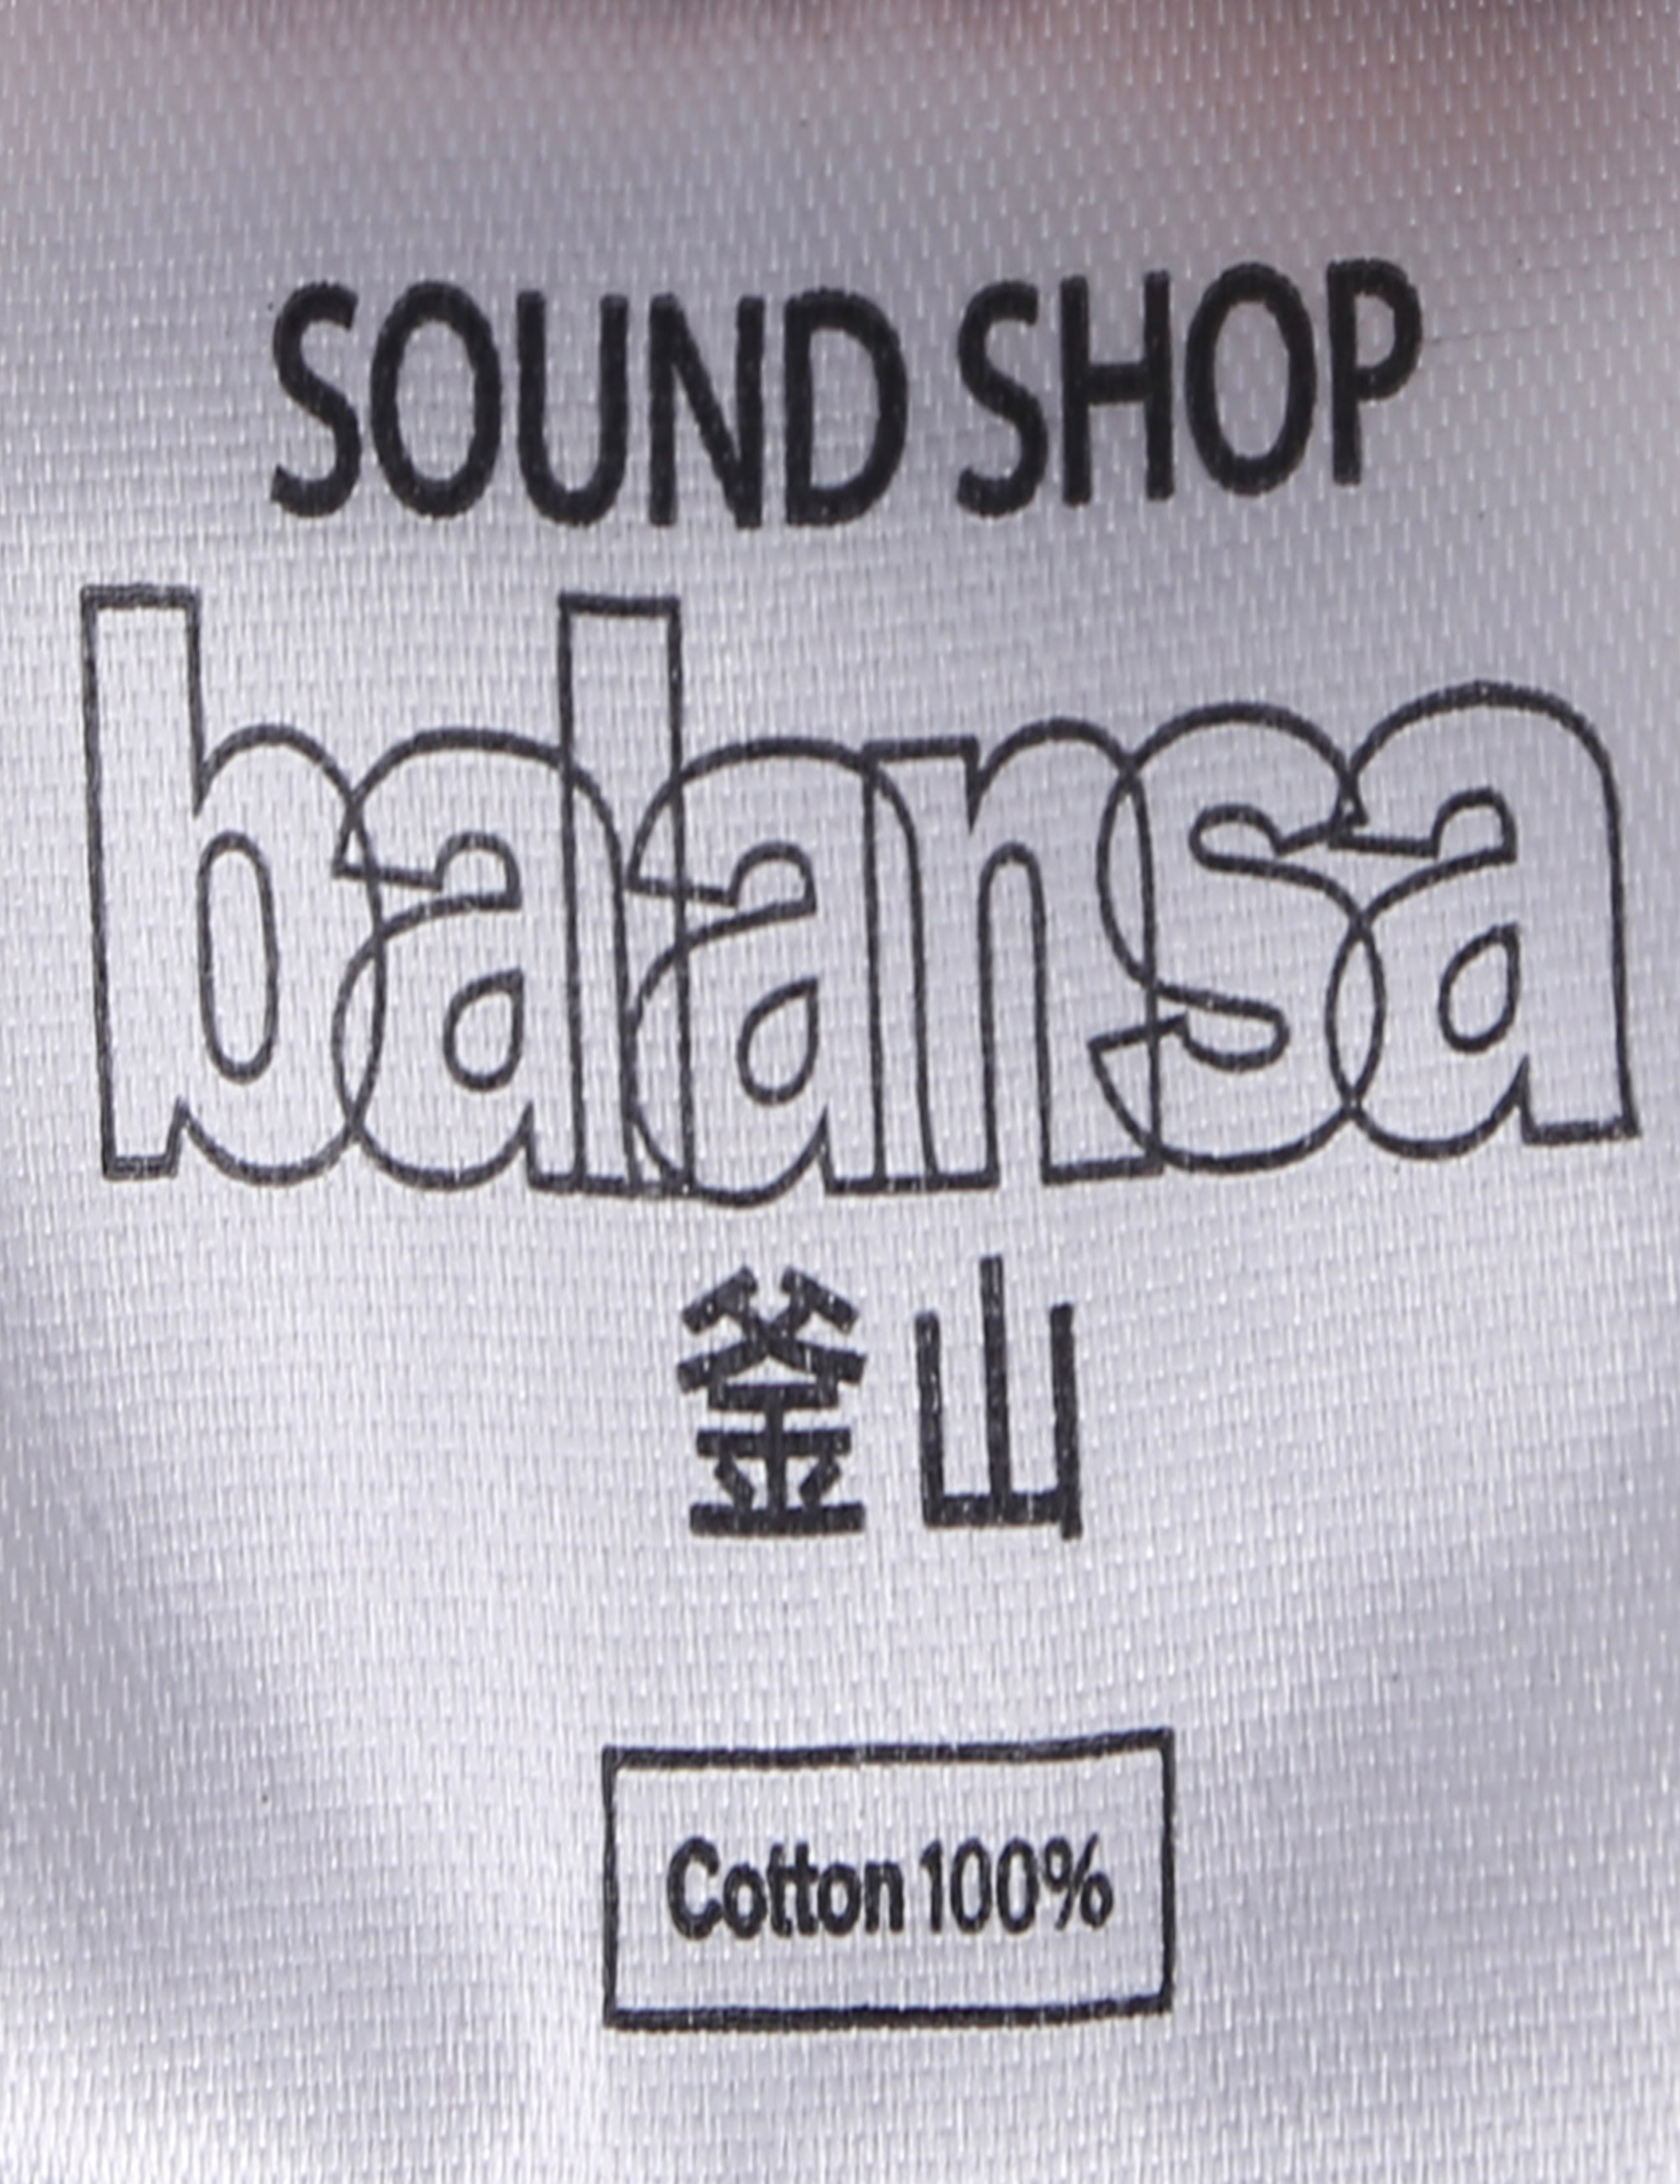 SOUND SHOP
balansa
釜山
Cotton 100%